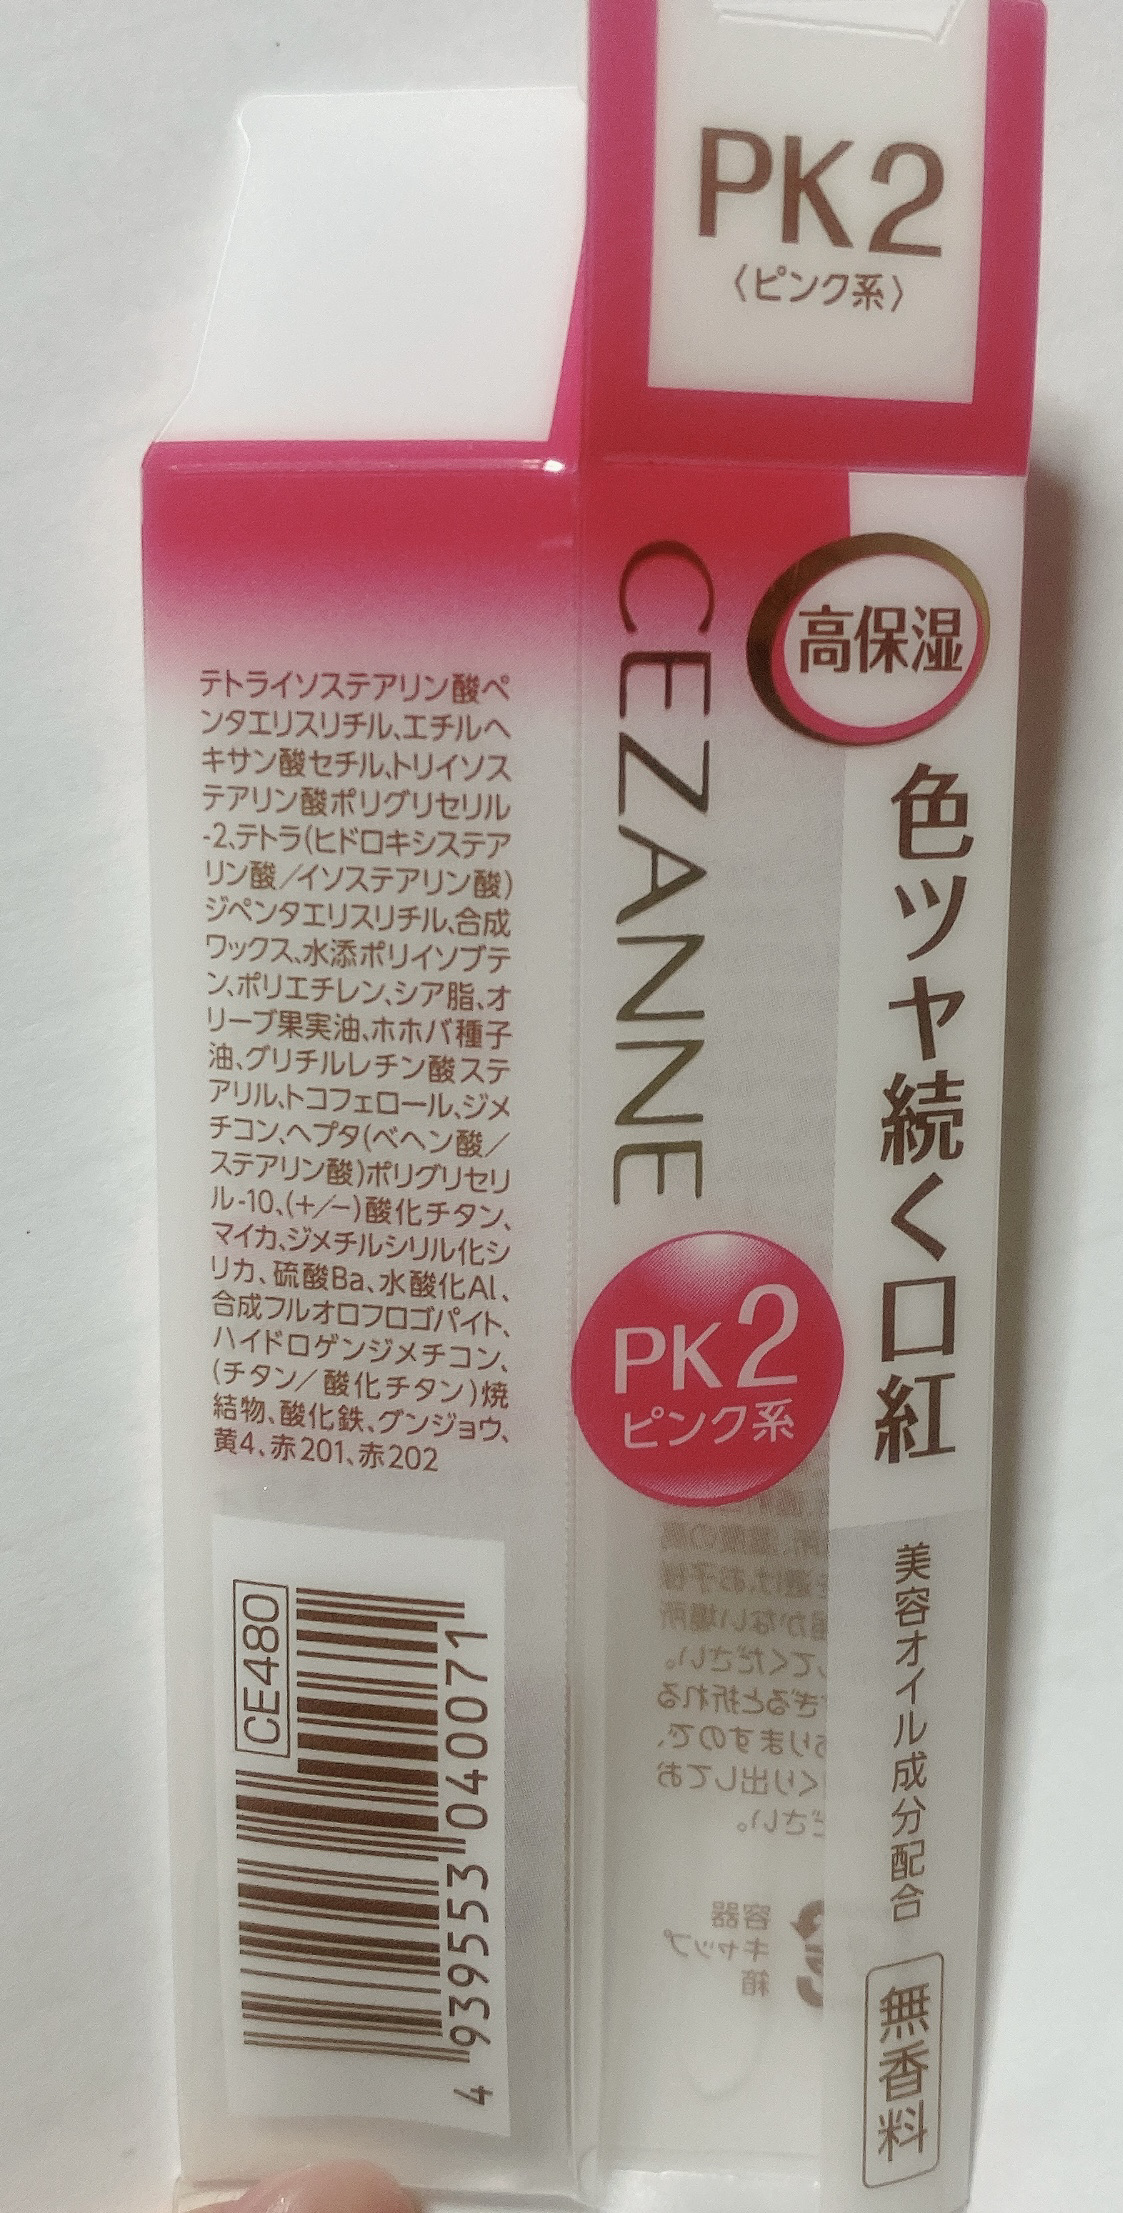 PK2
〈ピンク系〉
高保湿
色ツヤ続く口紅
美容オイル成分配合
無香料
CEZANNE
PK2
ピンク系
テトライソステアリン酸ペ
ンタエリスリチル、エチルヘ
キサン酸セチル、トリイソス
テアリン酸ポリグリセリル
-2、テトラ(ヒドロキシステア
リン酸/イソステアリン酸)
ジペンタエリスリチル、合成
ワックス、水添ポリイソブテ
ン、ポリエチレン、シア脂、オ
リーブ果実油、ホホバ種子
油、グリチルレチン酸ステ
アリル、トコフェロール、ジメ
チコン、ヘプタ(ベヘン酸/
ステアリン酸)ポリグリセリ
ル-10、(+/−)酸化チタン、
マイカ、ジメチルシリル化シ
リカ、硫酸Ba、水酸化Al、
合成フルオロフロゴパイト、
ハイドロゲンジメチコン、
(チタン/酸化チタン)焼
結物、酸化鉄、グンジョウ、
黄4、赤201、赤202
CE480
4 939553 040071
容器
キャップ
箱